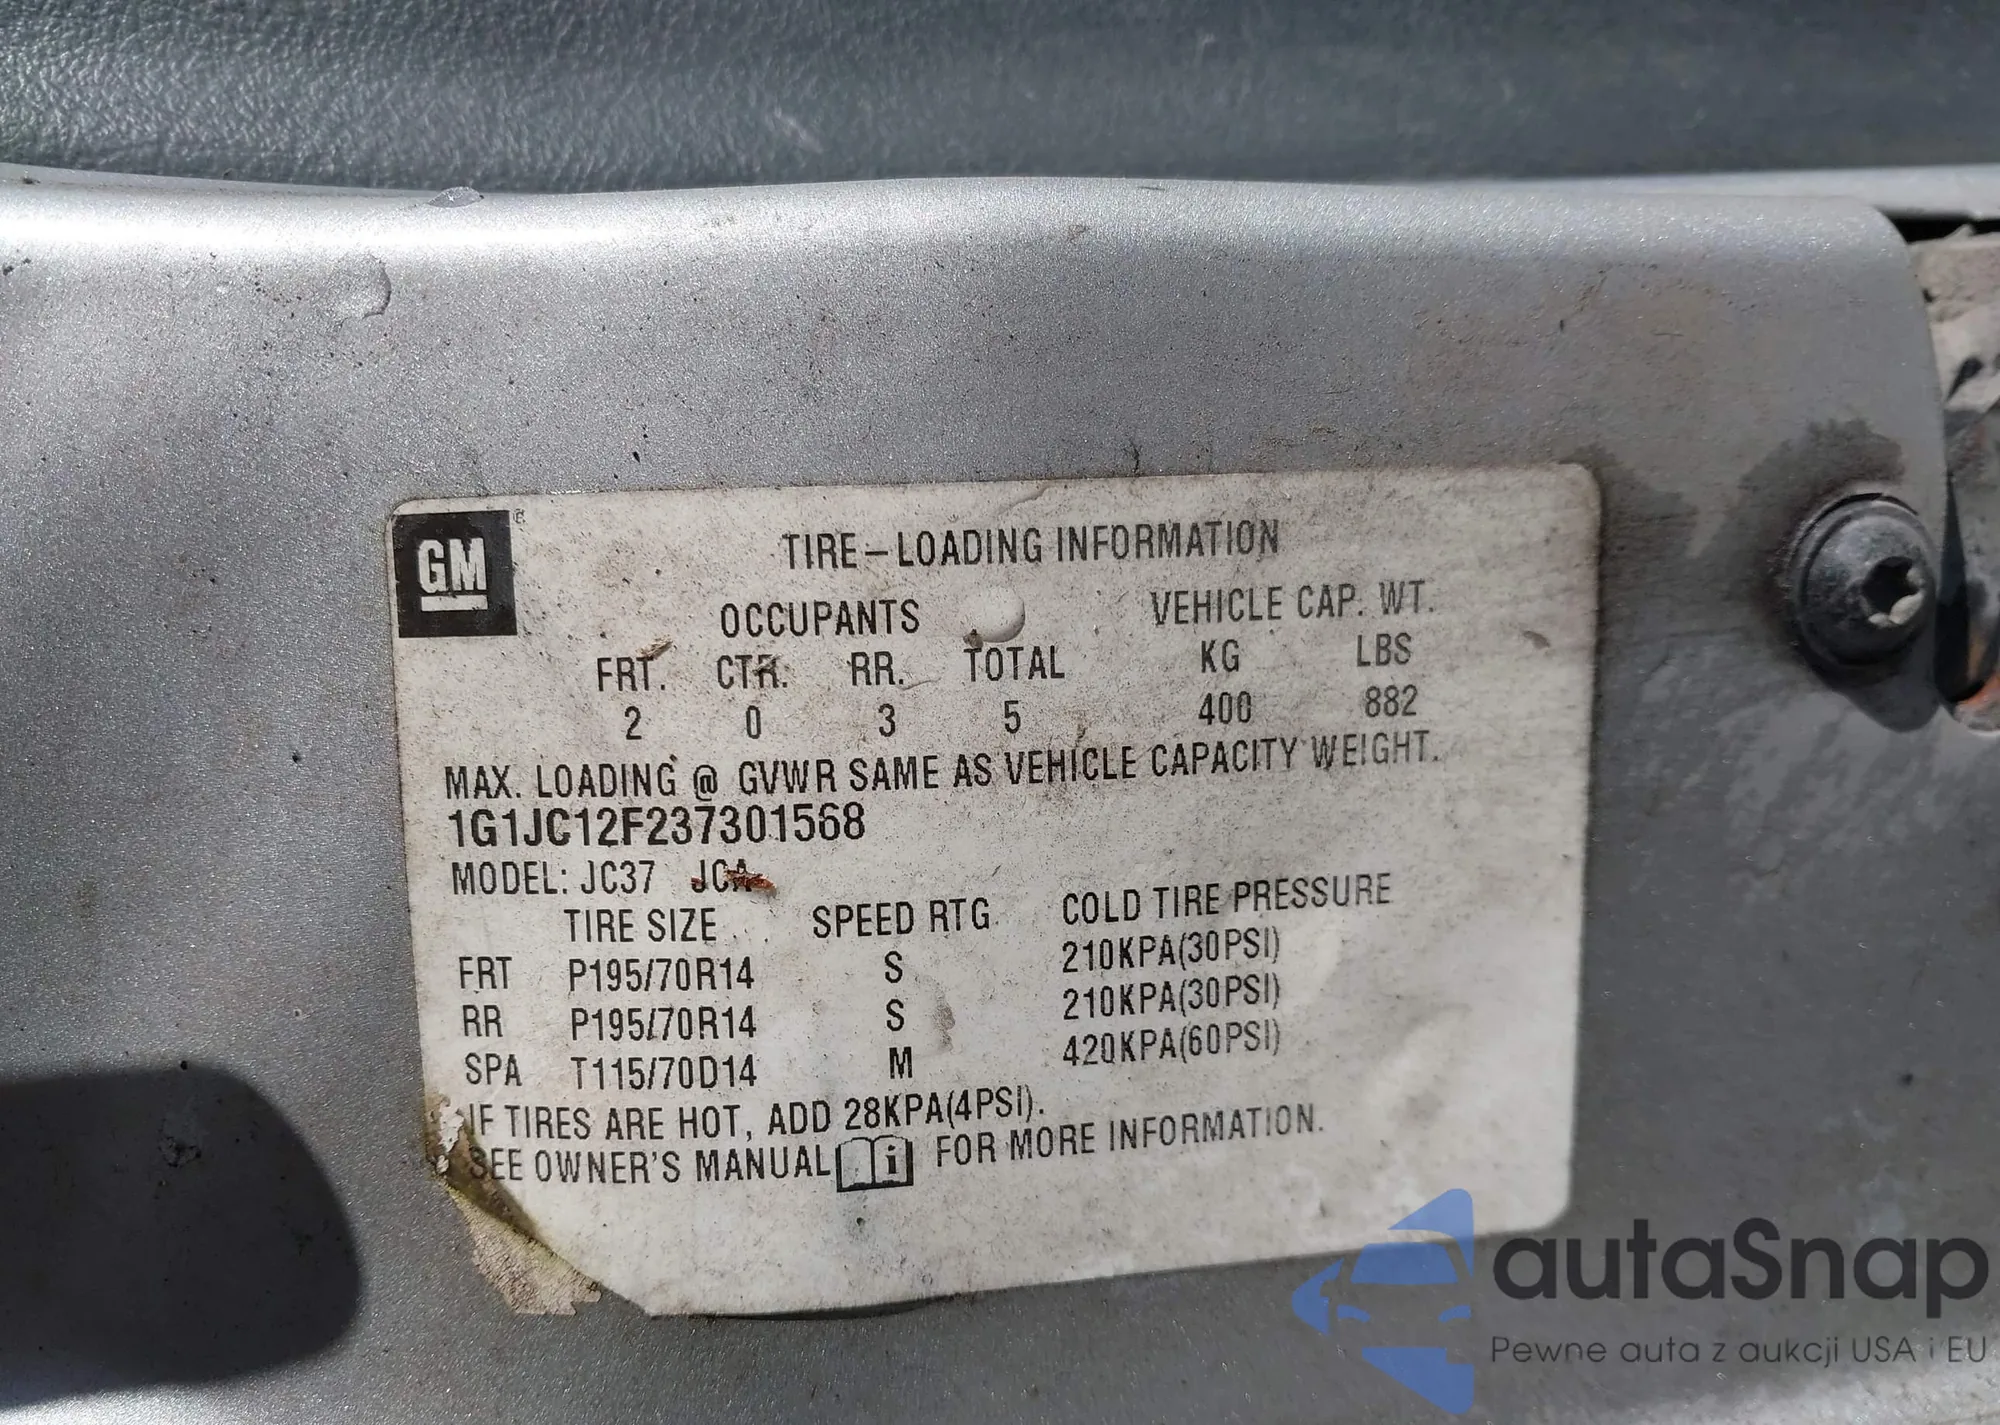 GM ©
TIRE–LOADING INFORMATION
OCCUPANTS VEHICLE CAP. WT.
FRT. CTR. RR. TOTAL KG LBS
2 0 3 5 400 882
MAX. LOADING @ GVWR SAME AS VEHICLE CAPACITY WEIGHT.
1G1JC12F237301568
MODEL: JC37 JCA
TIRE SIZE SPEED RTG COLD TIRE PRESSURE
FRT P195/70R14 S 210KPA(30PSI)
RR P195/70R14 S 210KPA(30PSI)
SPA T115/70D14 M 420KPA(60PSI)
IF TIRES ARE HOT, ADD 28KPA(4PSI).
SEE OWNER'S MANUAL i FOR MORE INFORMATION.
autaSnap
Pewne auta z aukcji USA i EU